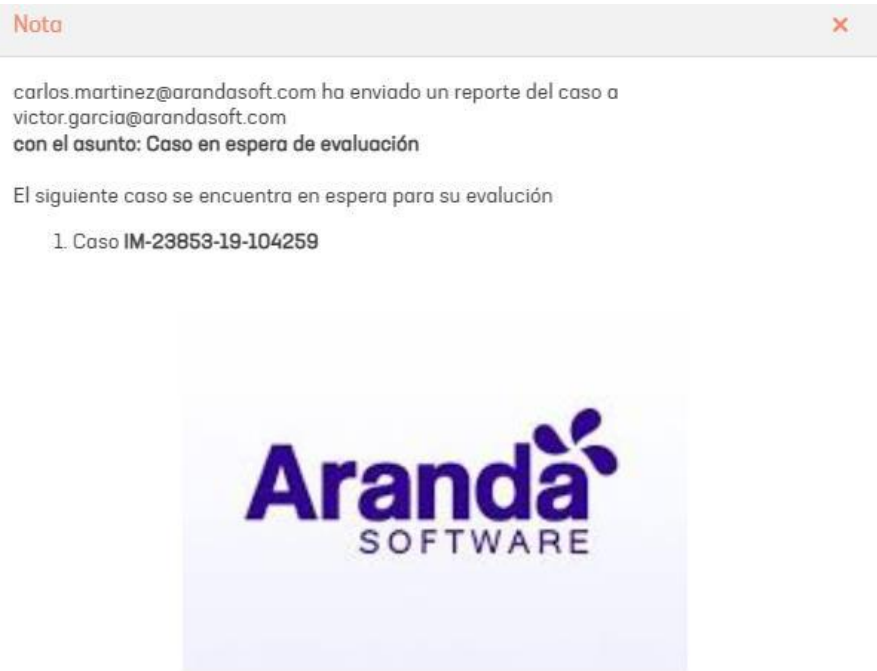 Nota
carlos.martinez@arandasoft.com ha enviado un reporte del caso a
victor.garcia@arandasoft.com
con el asunto: Caso en espera de evaluación
El siguiente caso se encuentra en espera para su evalución
1. Caso IM-23853-19-104259
Aranda
SOFTWARE